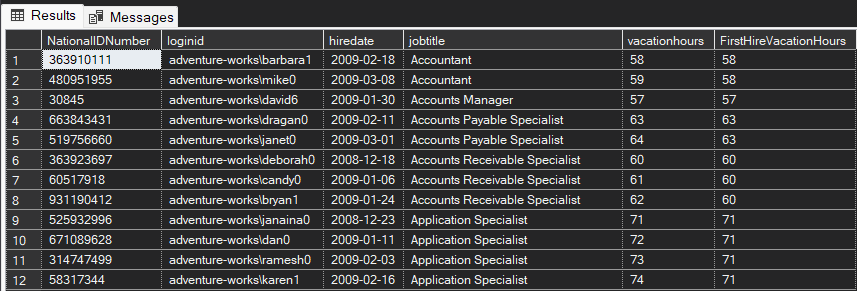 Results Messages
NationalIDNumber loginid hiredate jobtitle vacationhours FirstHireVacationHours
1 363910111 adventure-works\barbara1 2009-02-18 Accountant 58 58
2 480951955 adventure-works\mike0 2009-03-08 Accountant 59 58
3 30845 adventure-works\david6 2009-01-30 Accounts Manager 57 57
4 663843431 adventure-works\dragan0 2009-02-11 Accounts Payable Specialist 63 63
5 519756660 adventure-works\janet0 2009-03-01 Accounts Payable Specialist 64 63
6 363923697 adventure-works\deborah0 2008-12-18 Accounts Receivable Specialist 60 60
7 60517918 adventure-works\candy0 2009-01-06 Accounts Receivable Specialist 61 60
8 931190412 adventure-works\bryan1 2009-01-24 Accounts Receivable Specialist 62 60
9 525932996 adventure-works\janaina0 2008-12-23 Application Specialist 71 71
10 671089628 adventure-works\dan0 2009-01-11 Application Specialist 72 71
11 314747499 adventure-works\ramesh0 2009-02-03 Application Specialist 73 71
12 58317344 adventure-works\karen1 2009-02-16 Application Specialist 74 71